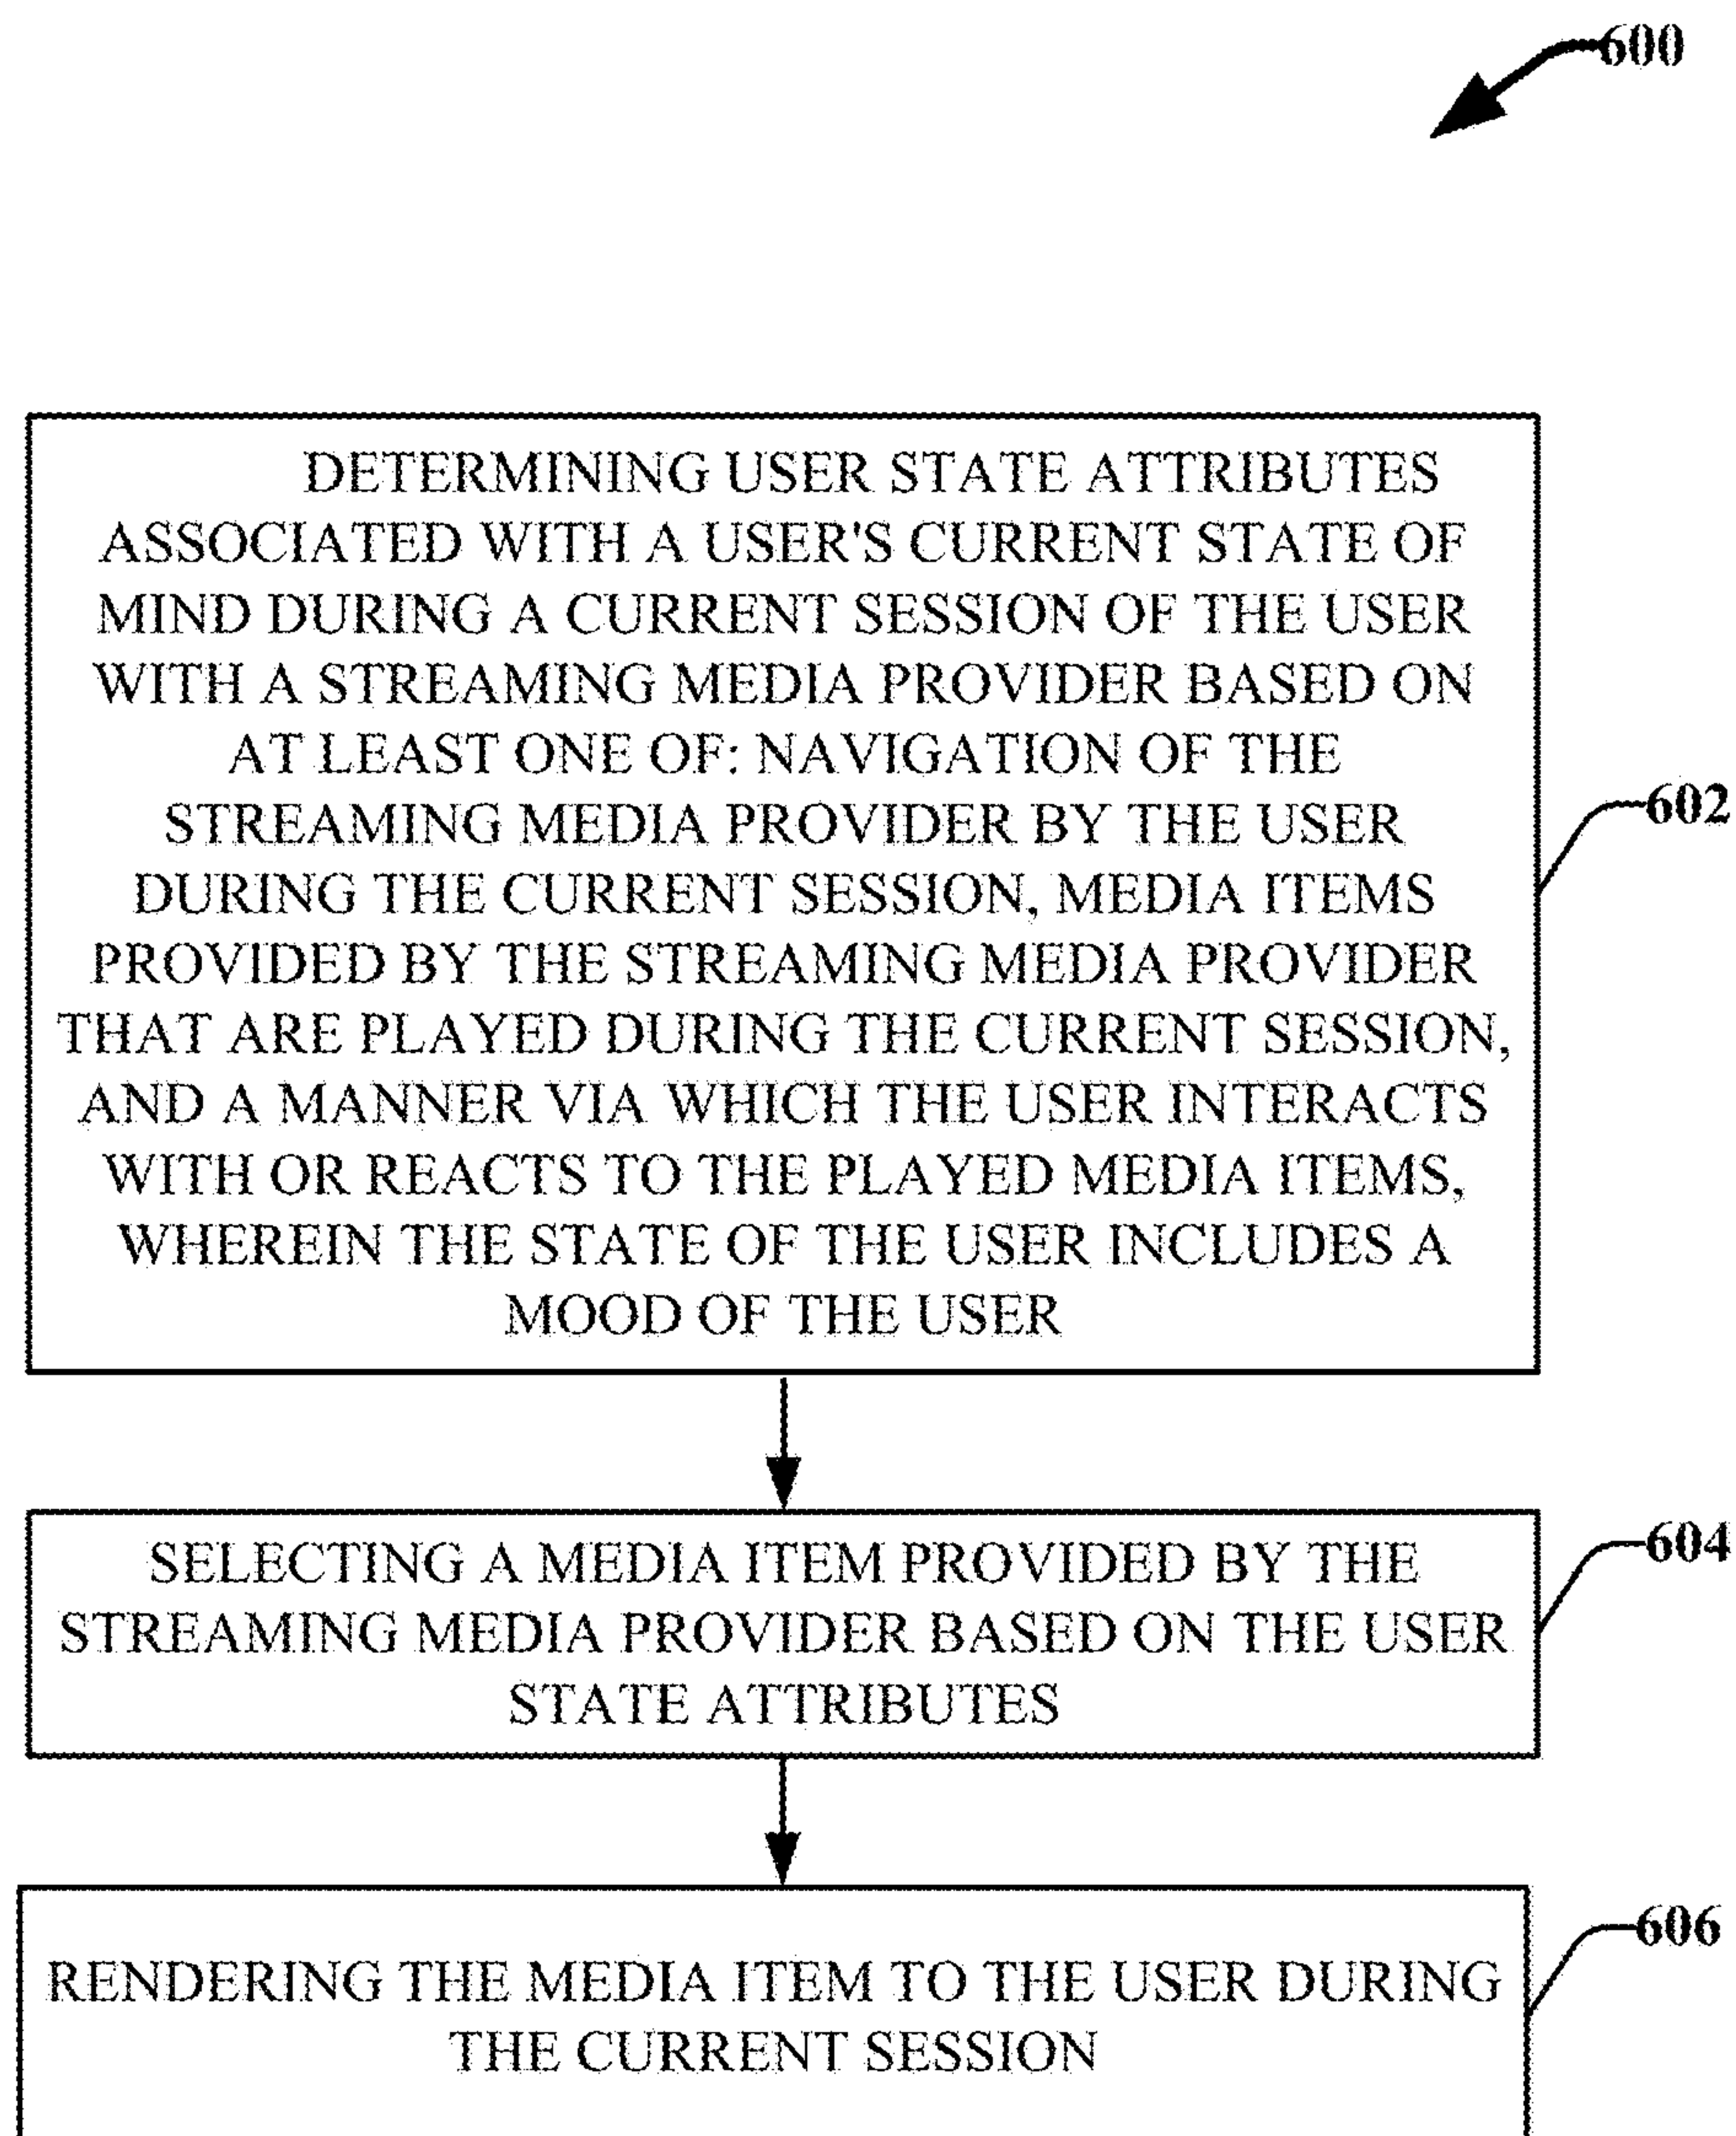 600
DETERMINING USER STATE ATTRIBUTES
ASSOCIATED WITH A USER'S CURRENT STATE OF
MIND DURING A CURRENT SESSION OF THE USER
WITH A STREAMING MEDIA PROVIDER BASED ON
AT LEAST ONE OF: NAVIGATION OF THE
STREAMING MEDIA PROVIDER BY THE USER
DURING THE CURRENT SESSION, MEDIA ITEMS
PROVIDED BY THE STREAMING MEDIA PROVIDER
THAT ARE PLAYED DURING THE CURRENT SESSION,
AND A MANNER VIA WHICH THE USER INTERACTS
WITH OR REACTS TO THE PLAYED MEDIA ITEMS,
WHEREIN THE STATE OF THE USER INCLUDES A
MOOD OF THE USER
602
SELECTING A MEDIA ITEM PROVIDED BY THE
STREAMING MEDIA PROVIDER BASED ON THE USER
STATE ATTRIBUTES
604
RENDERING THE MEDIA ITEM TO THE USER DURING
THE CURRENT SESSION
606